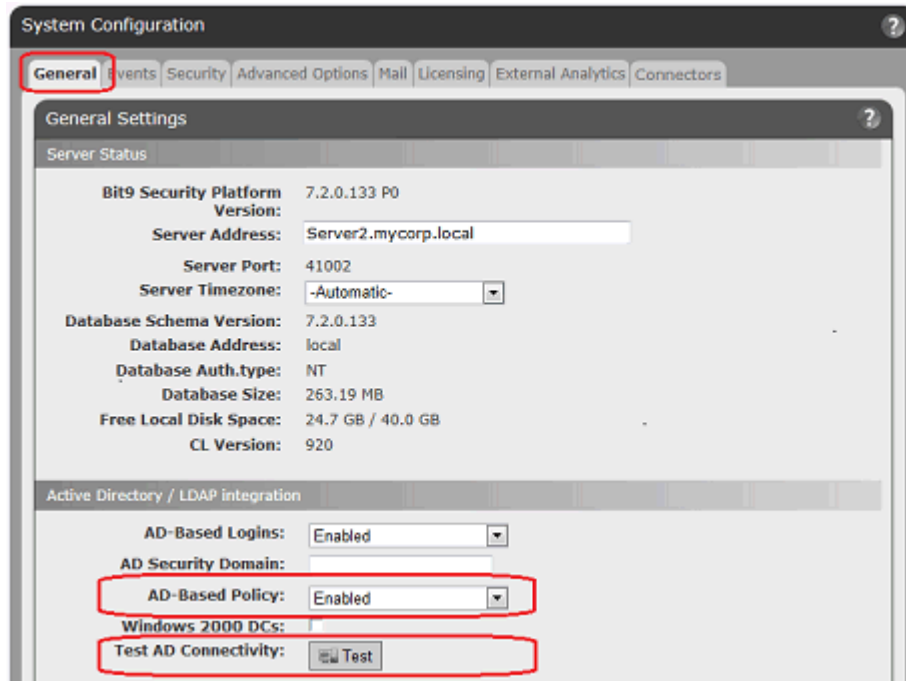 System Configuration ?
General Events Security Advanced Options Mail Licensing External Analytics Connectors
General Settings ?
Server Status
Bit9 Security Platform 7.2.0.133 P0
Version:
Server Address: Server2.mycorp.local
Server Port: 41002
Server Timezone: -Automatic-
Database Schema Version: 7.2.0.133
Database Address: local
Database Auth.type: NT
Database Size: 263.19 MB
Free Local Disk Space: 24.7 GB / 40.0 GB
CL Version: 920
Active Directory / LDAP integration
AD-Based Logins: Enabled
AD Security Domain:
AD-Based Policy: Enabled
Windows 2000 DCs:
Test AD Connectivity: Test